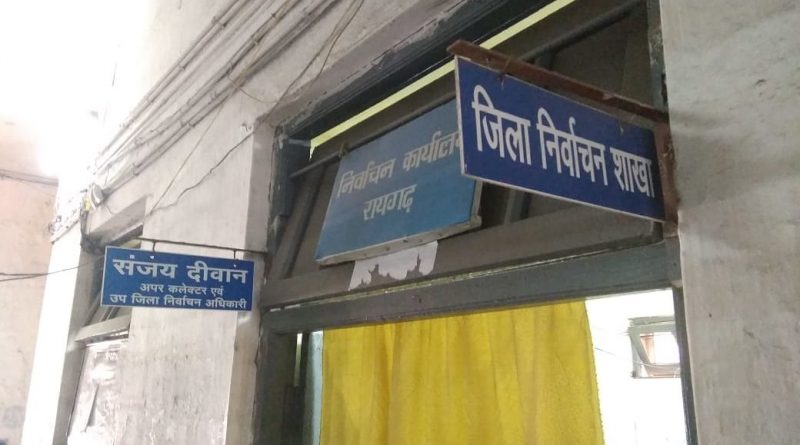 संजय दीवान
अपर कलेक्टर एवं
उप जिला निर्वाचन अधिकारी
निर्वाचन कार्यालय
रायगढ़
जिला निर्वाचन शाखा